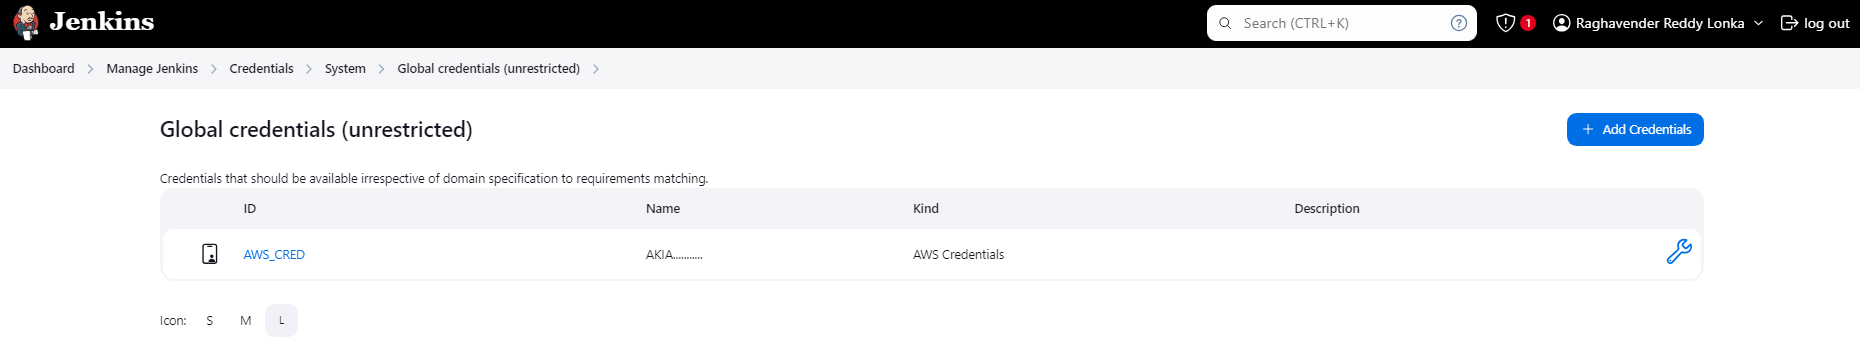 Jenkins Search (CTRL+K) ? 1 Raghavender Reddy Lonka log out
Dashboard Manage Jenkins Credentials System Global credentials (unrestricted)
Global credentials (unrestricted) + Add Credentials
Credentials that should be available irrespective of domain specification to requirements matching.
ID Name Kind Description
AWS_CRED AKIA........... AWS Credentials
Icon: S M L